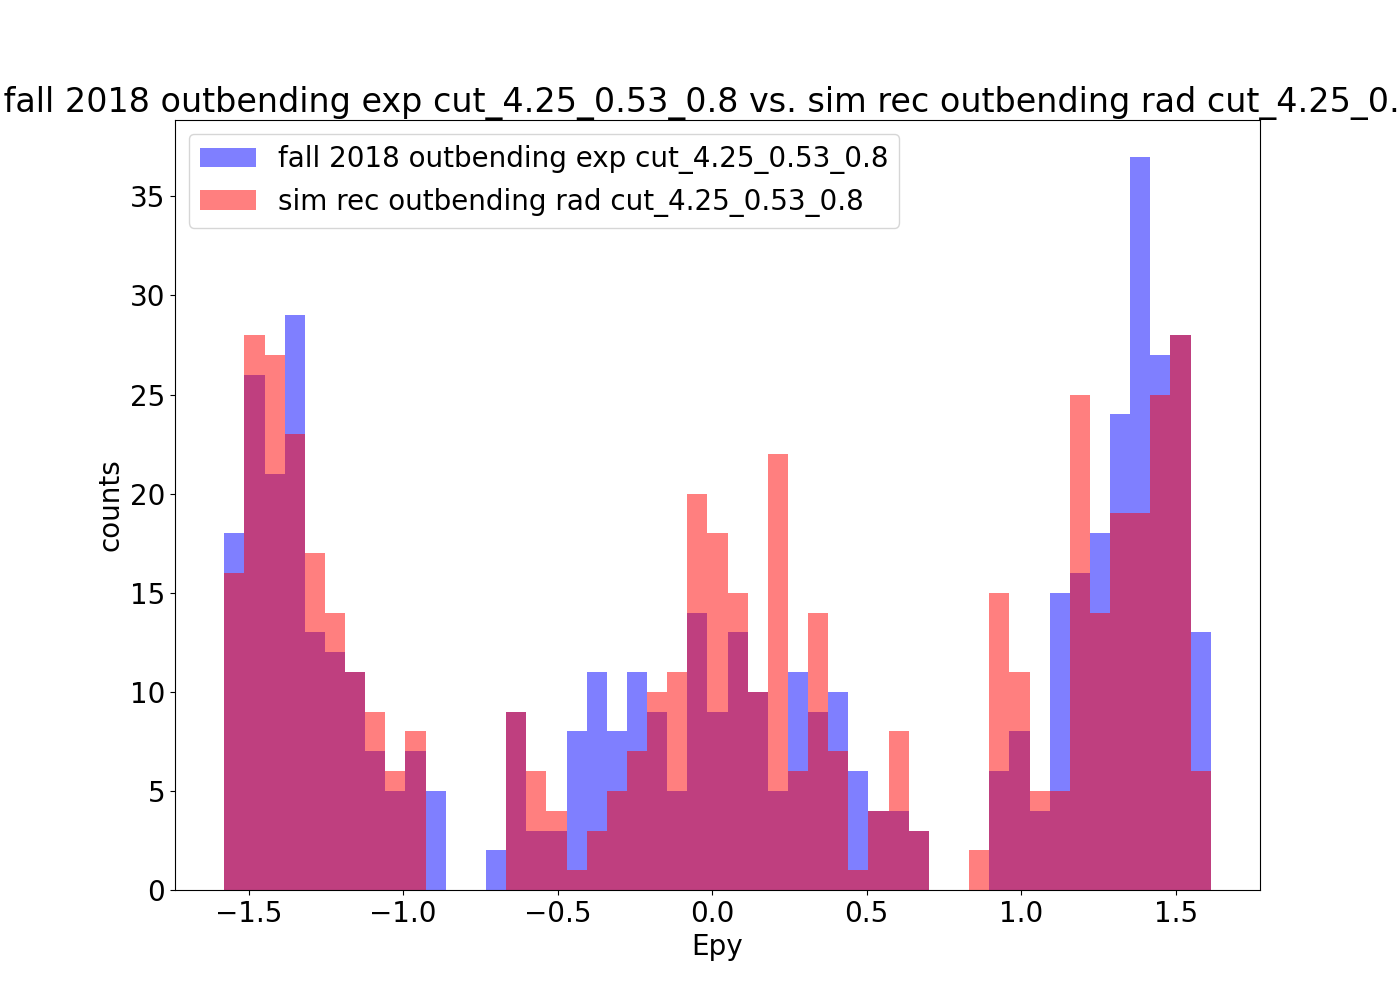 fall 2018 outbending exp cut_4.25_0.53_0.8 vs. sim rec outbending rad cut_4.25_0.
fall 2018 outbending exp cut_4.25_0.53_0.8
sim rec outbending rad cut_4.25_0.53_0.8
35
30
25
20
15
10
5
0
counts
−1.5 −1.0 −0.5 0.0 0.5 1.0 1.5
Epy